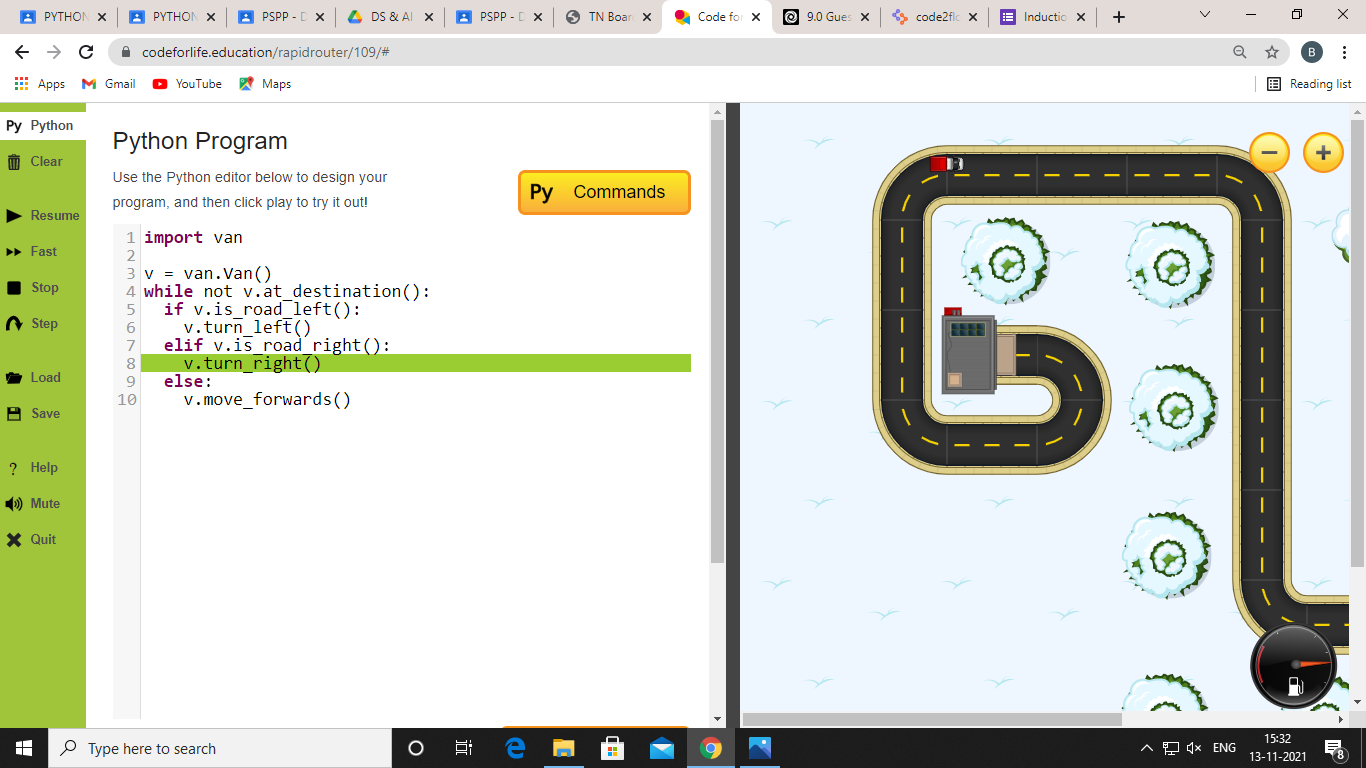 PYTHON
PYTHON
PSPP - D
DS & AI
PSPP - D
TN Boar
Code for
9.0 Gues
code2flo
Inductio
codeforlife.education/rapidrouter/109/#
B
Apps
Gmail
YouTube
Maps
Reading list
Py Python
Clear
Resume
Fast
Stop
Step
Load
Save
? Help
Mute
Quit
Python Program
Use the Python editor below to design your
program, and then click play to try it out!
Py Commands
1 import van
2
3 v = van.Van()
4 while not v.at_destination():
5 if v.is_road_left():
6 v.turn_left()
7 elif v.is_road_right():
8 v.turn_right()
9 else:
10 v.move_forwards()
Type here to search
ENG
15:32
13-11-2021
8